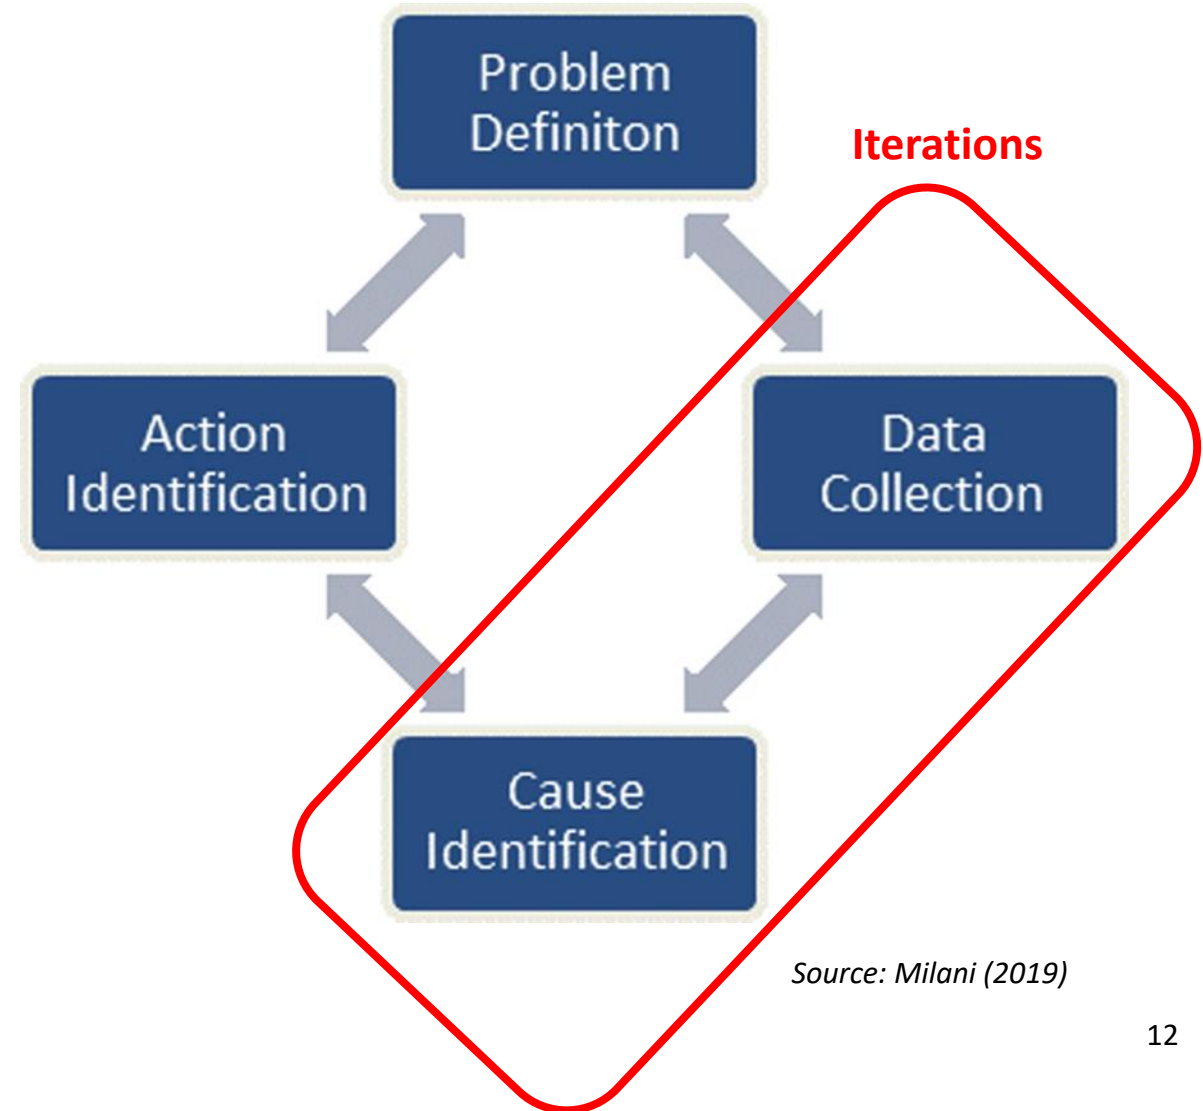 Problem
Definiton
Iterations
Action
Identification
Data
Collection
Cause
Identification
Source: Milani (2019)
12